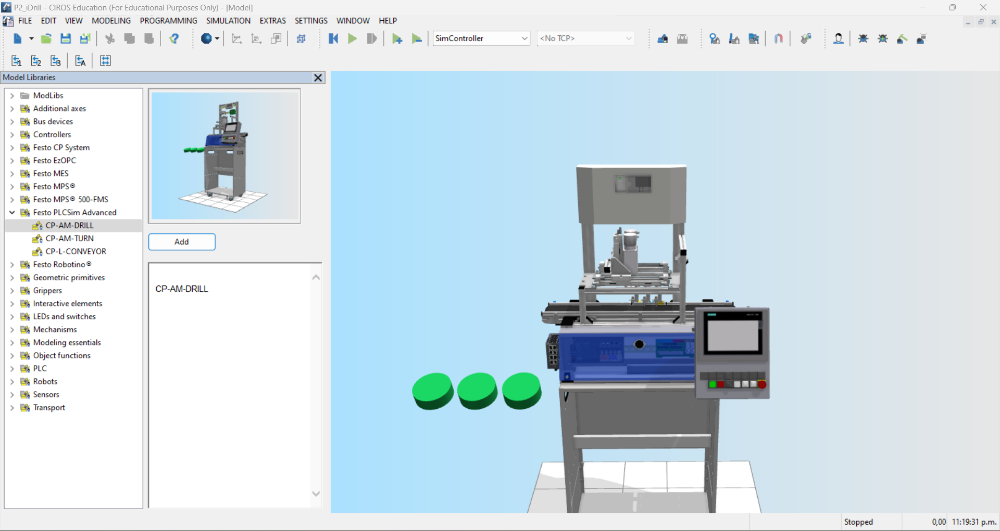 P2_iDrill - CIROS Education (For Educational Purposes Only) - [Model]
FILE EDIT VIEW MODELING PROGRAMMING SIMULATION EXTRAS SETTINGS WINDOW HELP
SimController <No TCP>
1 2 3 A
Model Libraries
ModLibs
Additional axes
Bus devices
Controllers
Festo CP System
Festo EzOPC
Festo MES
Festo MPS®
Festo MPS® 500-FMS
Festo PLCSim Advanced
CP-AM-DRILL
CP-AM-TURN
CP-L-CONVEYOR
Festo Robotino®
Geometric primitives
Grippers
Interactive elements
LEDs and switches
Mechanisms
Modeling essentials
Object functions
PLC
Robots
Sensors
Transport
Add
CP-AM-DRILL
Stopped 0,00 11:19:31 p.m.